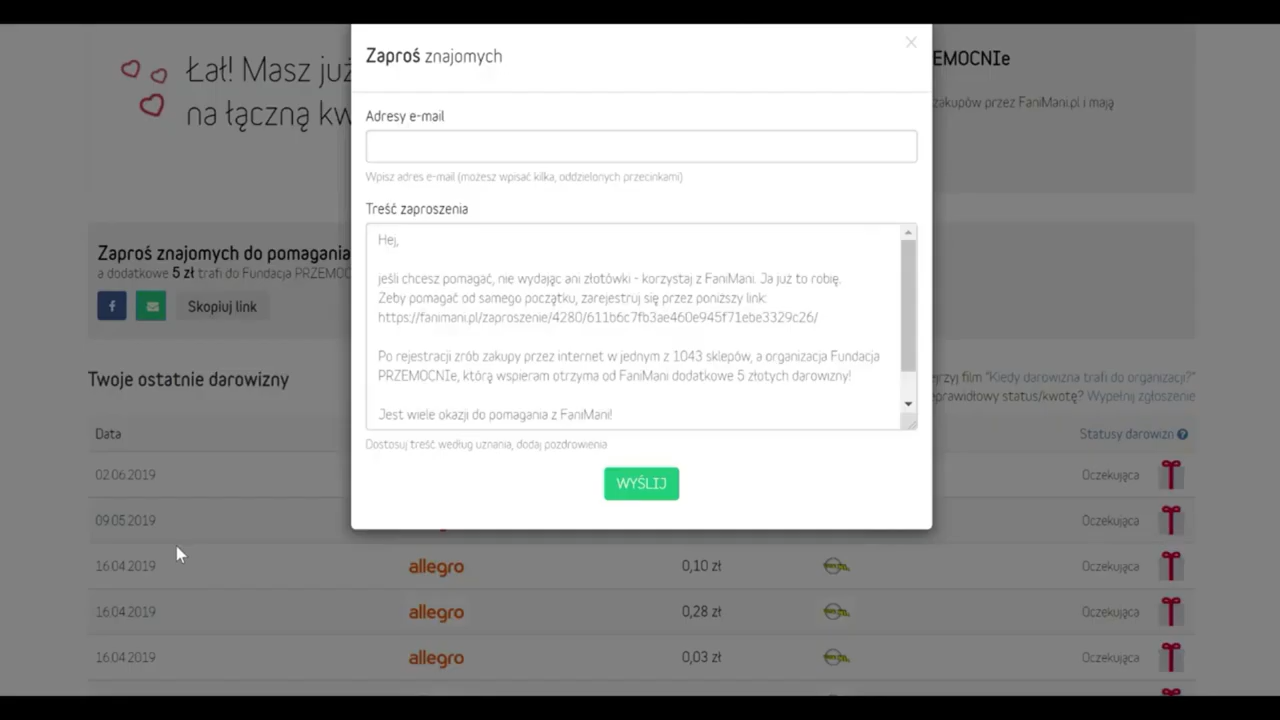 Zaproś znajomych
×
Łał! Masz już
na łączną kw
EMOCNIe
zakupów przez FaniMani.pl i mają
Adresy e-mail
Wpisz adres e-mail (możesz wpisać kilka, oddzielonych przecinkami)
Treść zaproszenia
Hej,
jeśli chcesz pomagać, nie wydając ani złotówki - korzystaj z FaniMani. Ja już to robię.
Żeby pomagać od samego początku, zarejestruj się przez poniższy link:
https://fanimani.pl/zaproszenie/4280/611b6c7fb3ae460e945f71ebe3329c26/
Po rejestracji zrób zakupy przez internet w jednym z 1043 sklepów, a organizacja Fundacja
PRZEMOCNIe, którą wspieram otrzyma od FaniMani dodatkowe 5 złotych darowizny!
Jest wiele okazji do pomagania z FaniMani!
Dostosuj treść według uznania, dodaj pozdrowienia
WYŚLIJ
Zaproś znajomych do pomagania
a dodatkowe 5 zł trafi do Fundacja PRZEMOC
f
Skopiuj link
Twoje ostatnie darowizny
jrzyj film "Kiedy darowizna trafi do organizacji?"
eprawidłowy status/kwotę? Wypełnij zgłoszenie
Data
Statusy darowizn ?
02.06.2019
Oczekująca
09.05.2019
Oczekująca
16.04.2019 allegro 0,10 zł Oczekująca
16.04.2019 allegro 0,28 zł Oczekująca
16.04.2019 allegro 0,03 zł Oczekująca